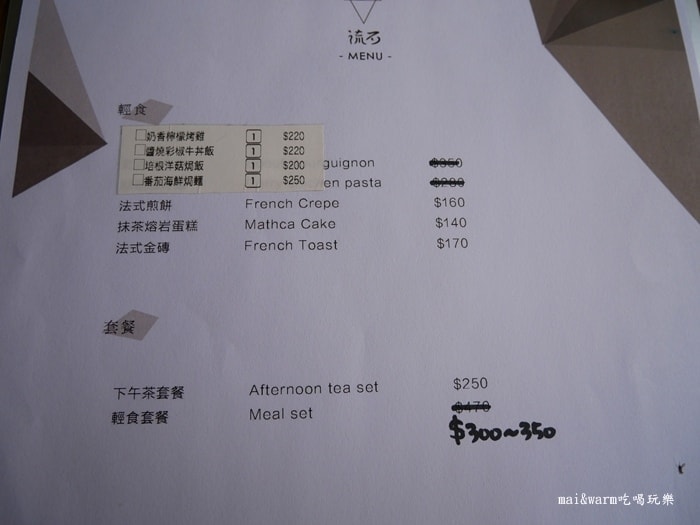 流石
- MENU -
輕食
奶香檸檬烤雞 1 $220
醬燒彩椒牛丼飯 1 $220
培根洋菇焗飯 1 $200
番茄海鮮焗麵 1 $250
guignon $350
en pasta $280
法式煎餅 French Crepe $160
抹茶熔岩蛋糕 Mathca Cake $140
法式金磚 French Toast $170
套餐
下午茶套餐 Afternoon tea set $250
輕食套餐 Meal set $470
$300~350
mai&warm吃喝玩樂